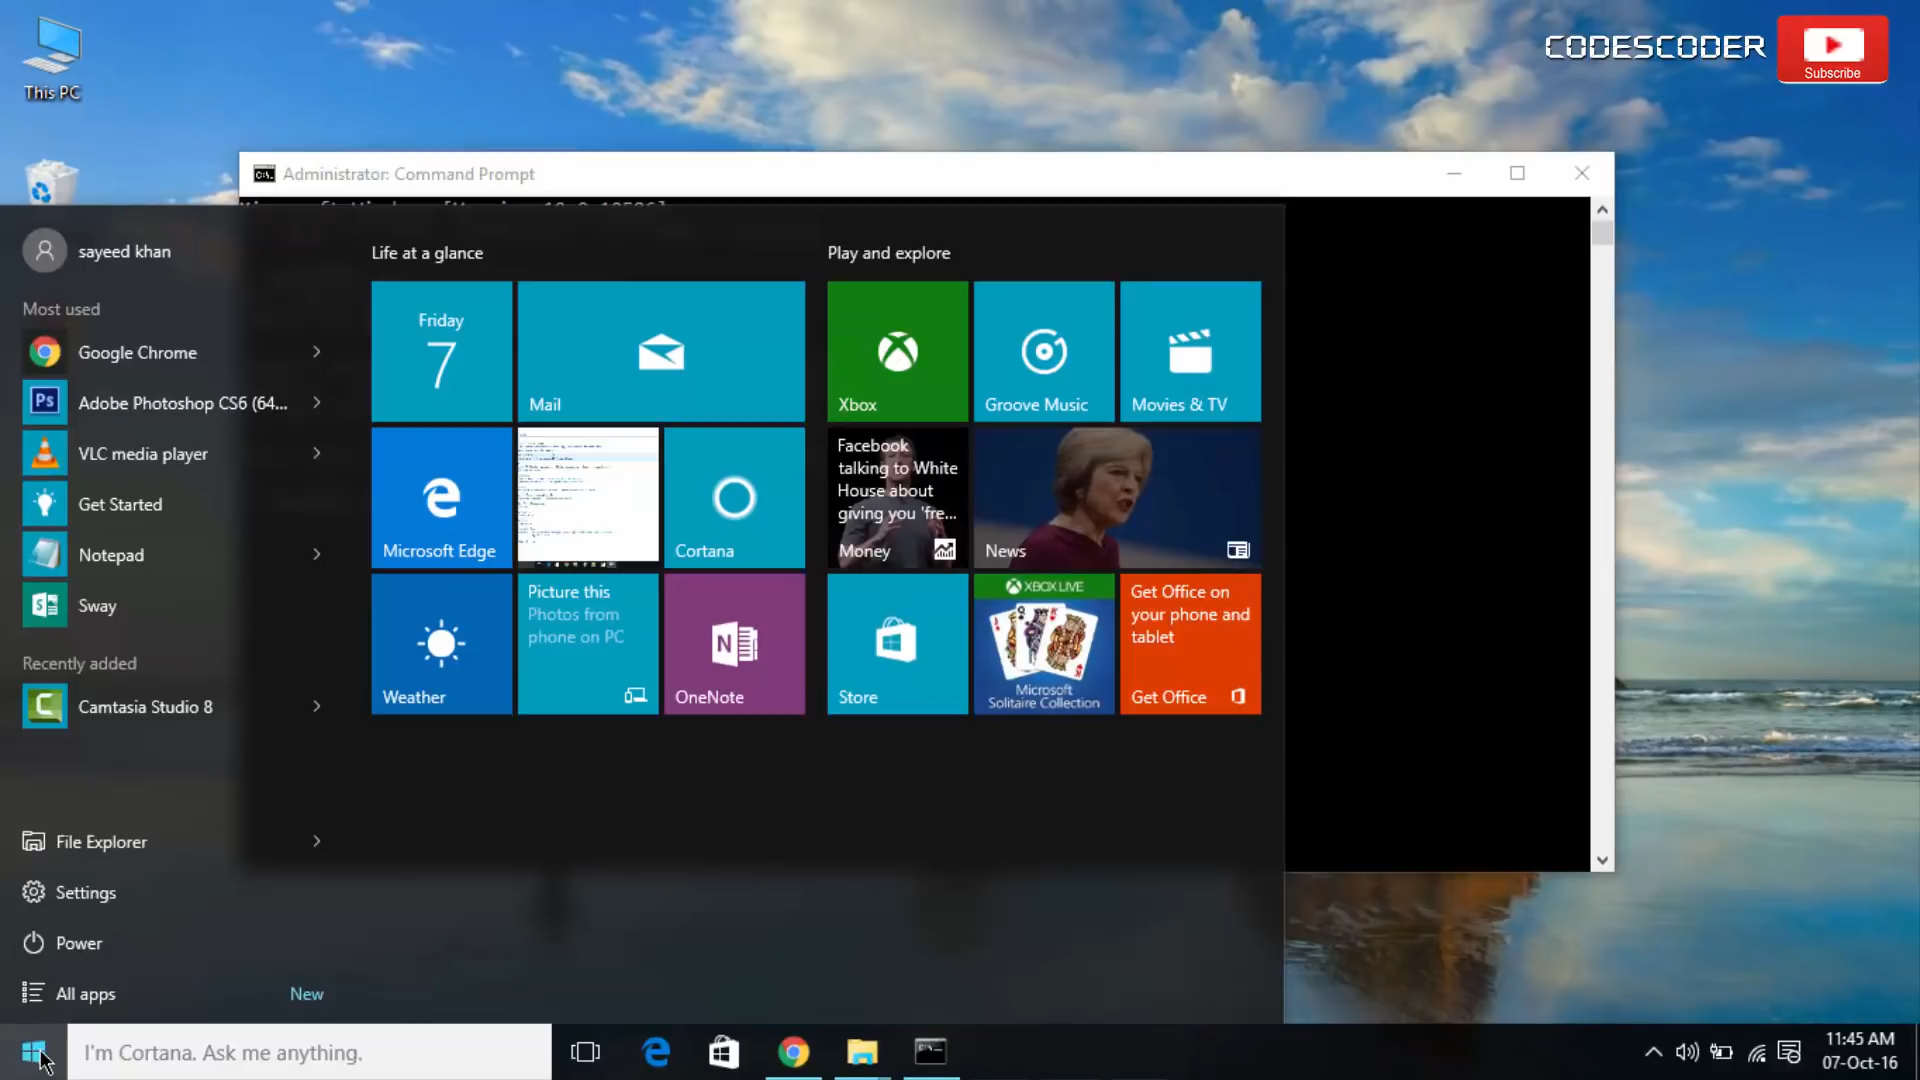 This PC
CODESCODER
Subscribe
Administrator: Command Prompt
sayeed khan
Most used
Google Chrome
Adobe Photoshop CS6 (64...
VLC media player
Get Started
Notepad
Sway
Recently added
Camtasia Studio 8
File Explorer
Settings
Power
All apps
New
Life at a glance
Friday
7
Mail
Microsoft Edge
Cortana
Weather
Picture this
Photos from
phone on PC
OneNote
Play and explore
Xbox
Groove Music
Movies & TV
Facebook
talking to White
House about
giving you 'fre...
Money
News
Store
XBOX LIVE
Microsoft
Solitaire Collection
Get Office on
your phone and
tablet
Get Office
I'm Cortana. Ask me anything.
11:45 AM
07-Oct-16